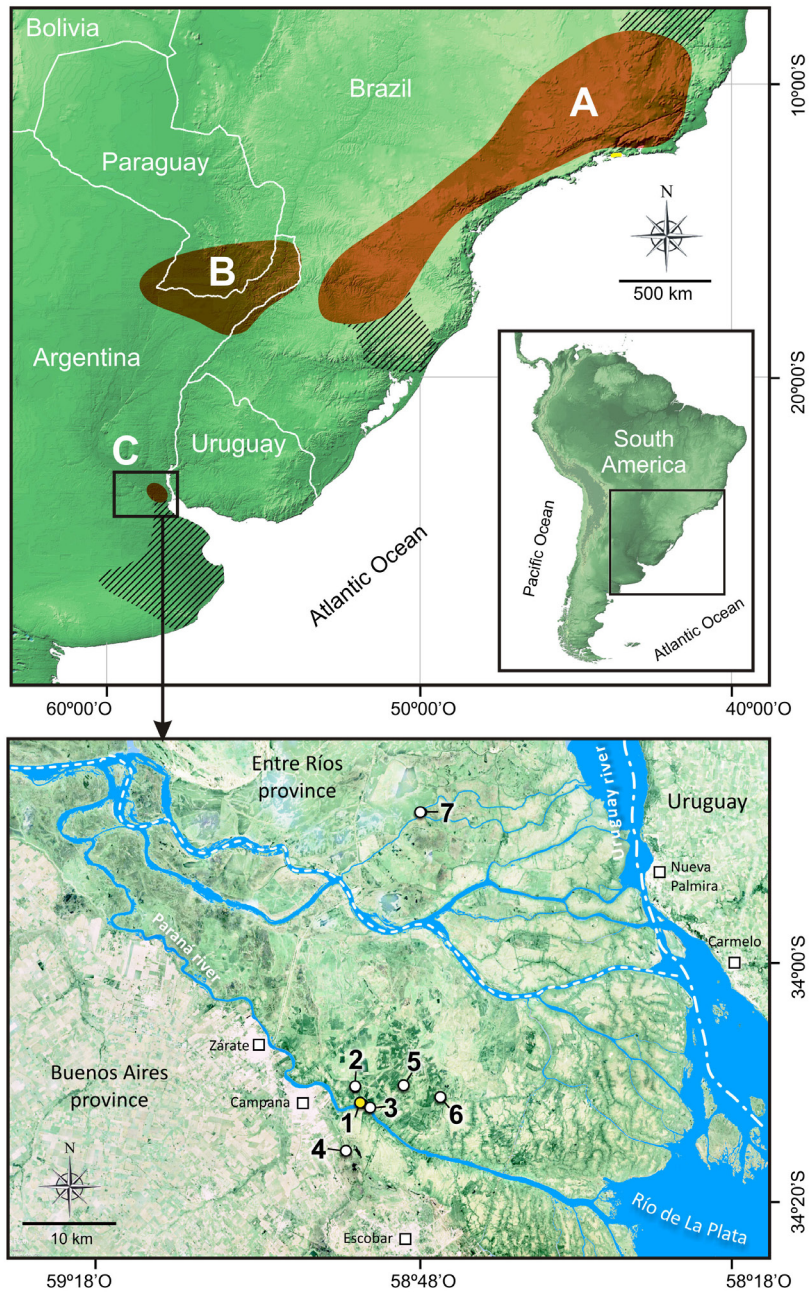 Bolivia
Brazil
A
10º00’S
Paraguay
N
B
500 km
Argentina
20º00’S
C
Uruguay
South
America
Pacific Ocean
Atlantic Ocean
Atlantic Ocean
60º00’O
50º00’O
40º00’O
Entre Ríos
province
Uruguay river
Uruguay
7
Nueva
Palmira
Paraná river
Carmelo
34º00’S
Zárate
Buenos Aires
province
2
5
Campana
1
3
6
4
N
10 km
Escobar
Río de La Plata
34º20’S
59º18’O
58º48’O
58º18’O